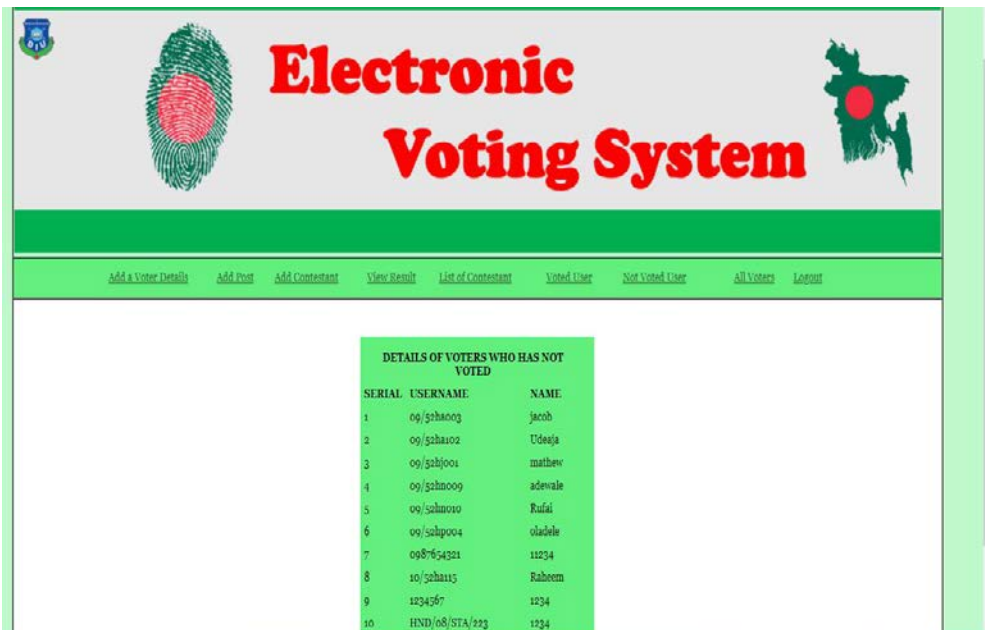 DIU
Electronic
Voting System
Add a Voter Details Add Post Add Contestant View Result List of Contestant Voted User Not Voted User All Voters Logout
DETAILS OF VOTERS WHO HAS NOT
VOTED
SERIAL USERNAME NAME
1 09/52ha003 jacob
2 09/52ha102 Udeaja
3 09/52hj001 mathew
4 09/52hn009 adewale
5 09/52hn010 Rufai
6 09/52hp004 oladele
7 0987654321 11234
8 10/52ha115 Raheem
9 1234567 1234
10 HND/08/STA/223 1234